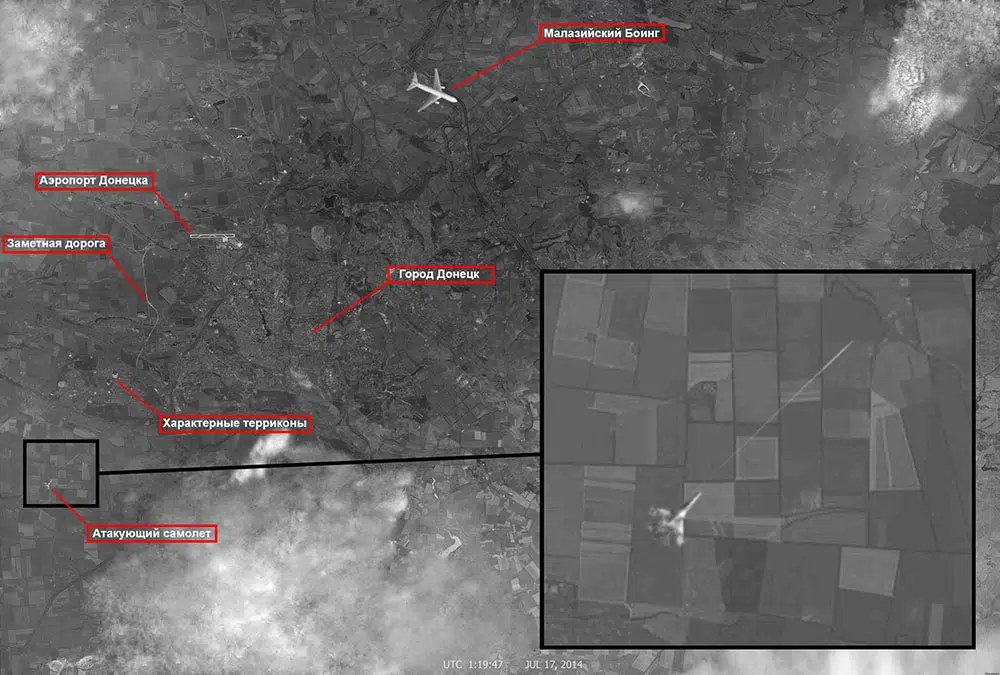 Малазийский Боинг
Аэропорт Донецка
Заметная дорога
Город Донецк
Характерные терриконы
Атакующий самолет
UTC 1:19:47 JUL 17, 2014